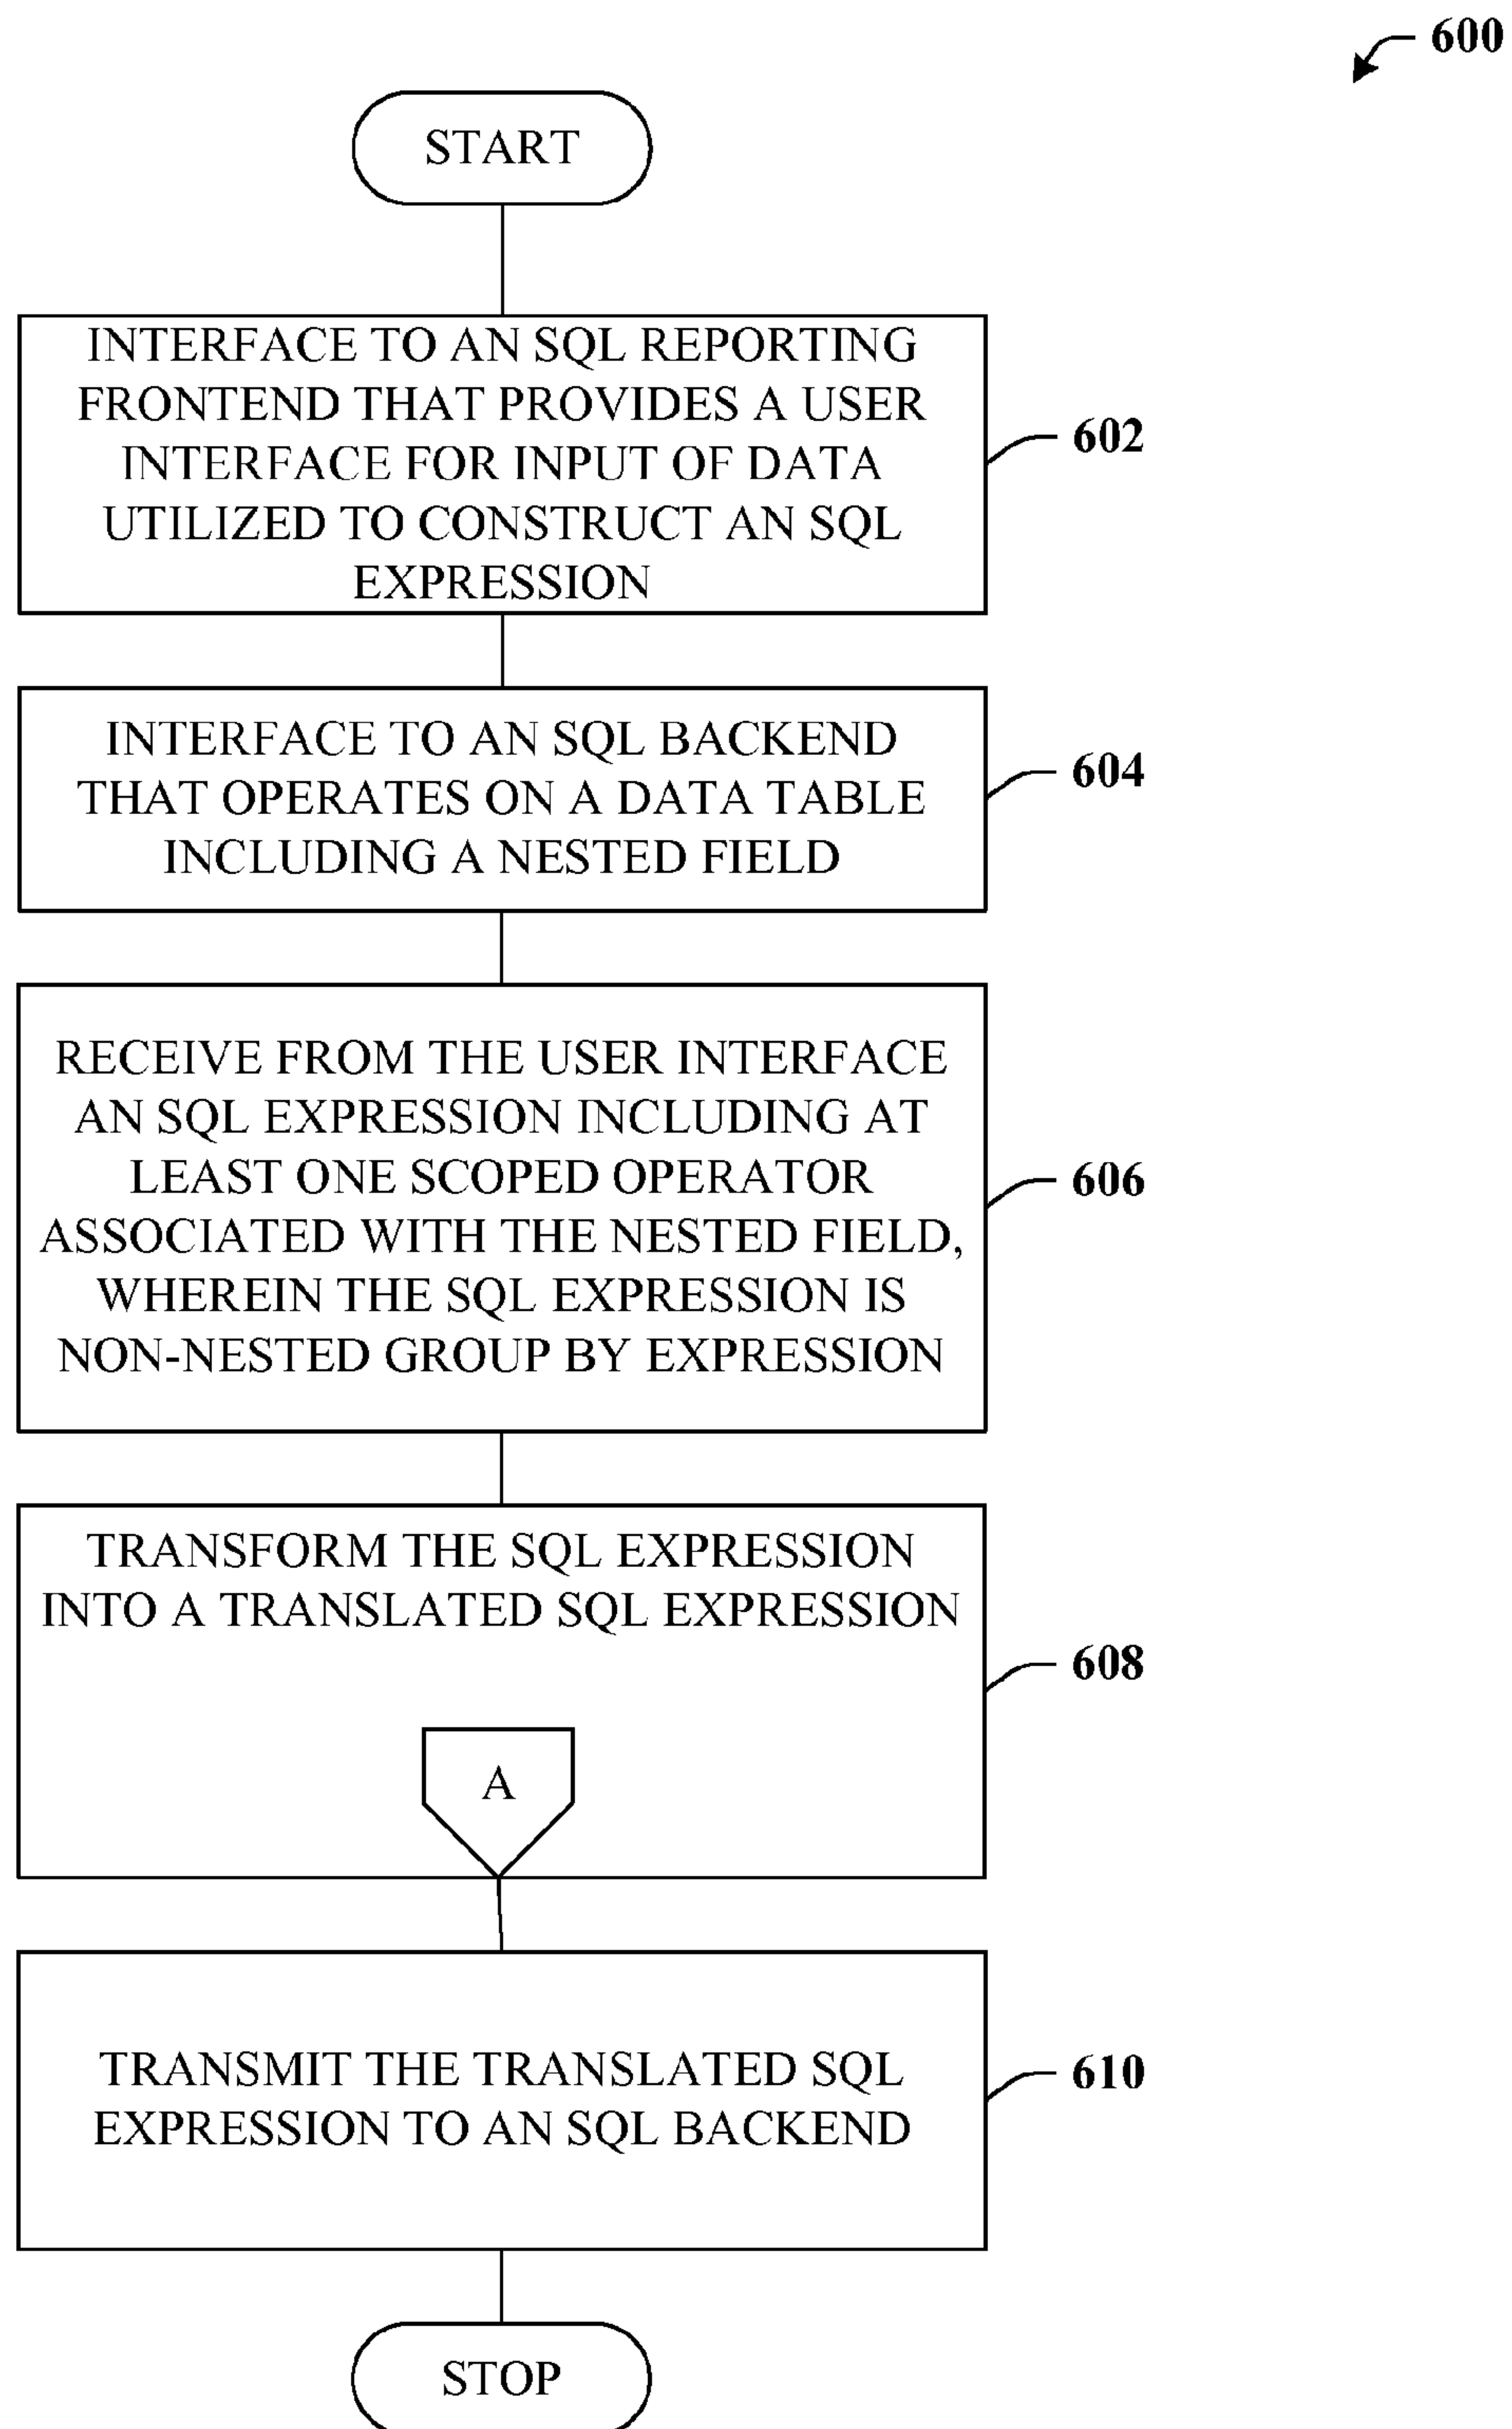 600
START
INTERFACE TO AN SQL REPORTING
FRONTEND THAT PROVIDES A USER
INTERFACE FOR INPUT OF DATA
UTILIZED TO CONSTRUCT AN SQL
EXPRESSION
602
INTERFACE TO AN SQL BACKEND
THAT OPERATES ON A DATA TABLE
INCLUDING A NESTED FIELD
604
RECEIVE FROM THE USER INTERFACE
AN SQL EXPRESSION INCLUDING AT
LEAST ONE SCOPED OPERATOR
ASSOCIATED WITH THE NESTED FIELD,
WHEREIN THE SQL EXPRESSION IS
NON-NESTED GROUP BY EXPRESSION
606
TRANSFORM THE SQL EXPRESSION
INTO A TRANSLATED SQL EXPRESSION
608
A
TRANSMIT THE TRANSLATED SQL
EXPRESSION TO AN SQL BACKEND
610
STOP